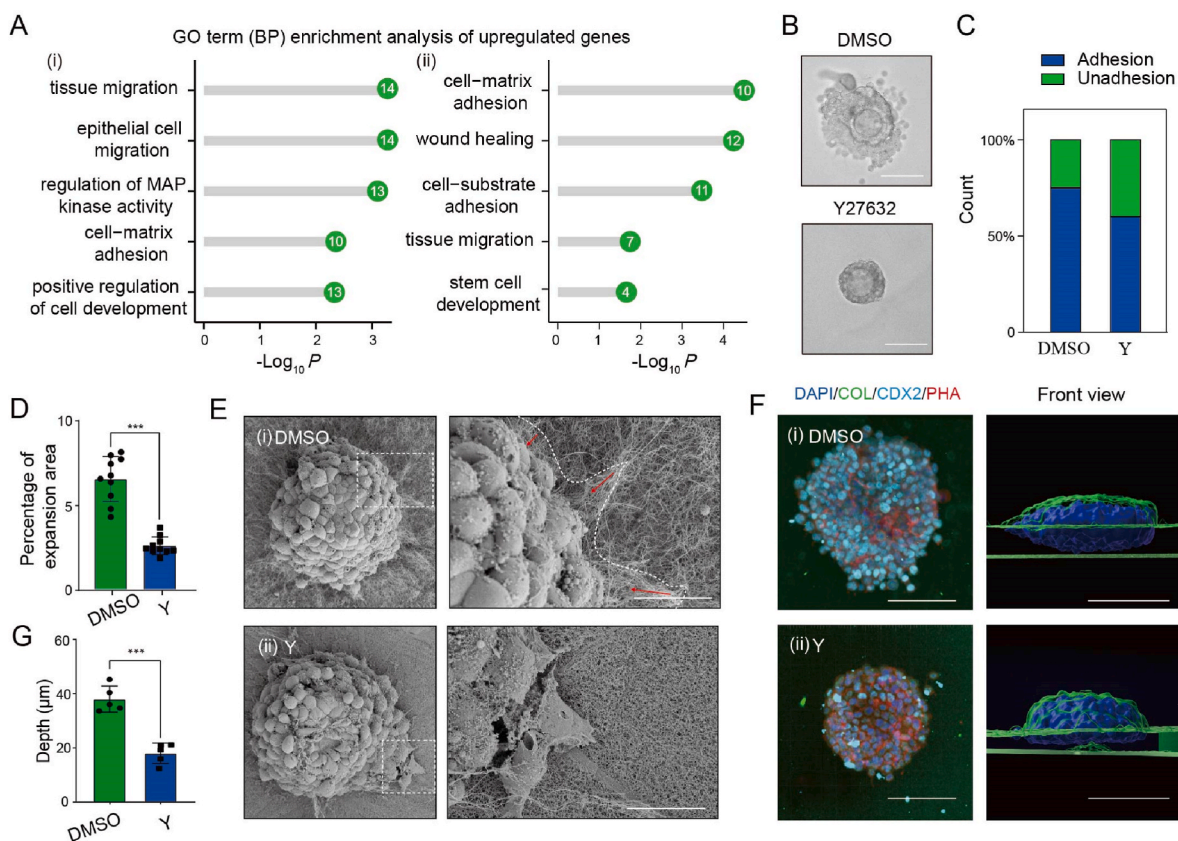 A
GO term (BP) enrichment analysis of upregulated genes
(i)
tissue migration
14
epithelial cell
migration
14
regulation of MAP
kinase activity
13
cell−matrix
adhesion
10
positive regulation
of cell development
13
0 1 2 3
-Log10 P
(ii)
cell−matrix
adhesion
10
wound healing
12
cell−substrate
adhesion
11
tissue migration
7
stem cell
development
4
0 1 2 3 4
-Log10 P
B
DMSO
Y27632
C
Adhesion
Unadhesion
Count
100%
50%
0
DMSO Y
D
Percentage of
expansion area
10
5
0
***
DMSO Y
E
(i) DMSO
(ii) Y
F
DAPI/COL/CDX2/PHA
Front view
(i) DMSO
(ii) Y
G
Depth (μm)
60
40
20
0
***
DMSO Y